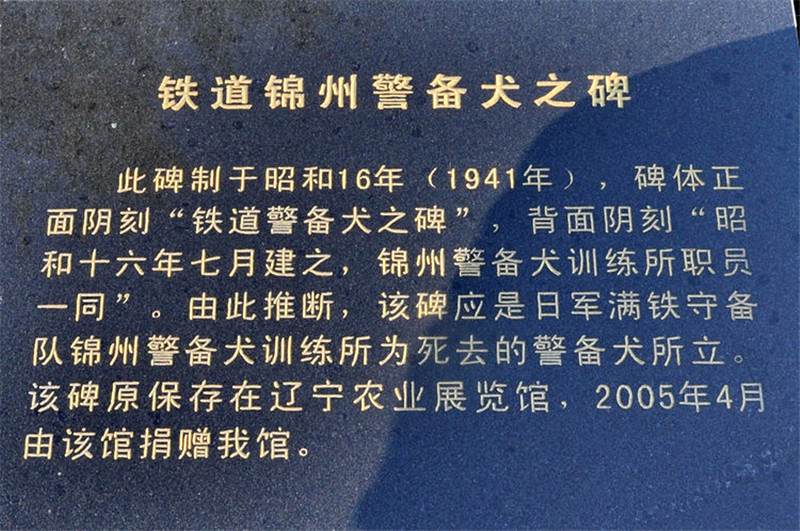 铁道锦州警备犬之碑
此碑制于昭和16年（1941年），碑体正
面阴刻“铁道警备犬之碑”，背面阴刻“昭
和十六年七月建之，锦州警备犬训练所职员
一同”。由此推断，该碑应是日军满铁守备
队锦州警备犬训练所为死去的警备犬所立。
该碑原保存在辽宁农业展览馆，2005年4月
由该馆捐赠我馆。